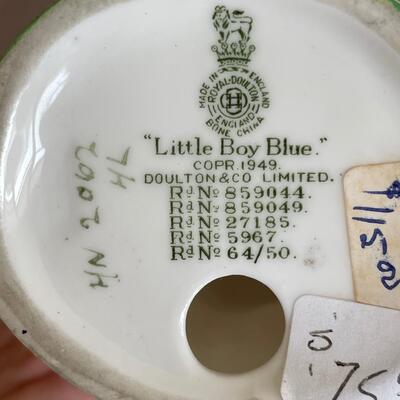 MADE IN ENGLAND
ROYAL·DOULTON
ENGLAND
BONE CHINA
"Little Boy Blue."
COPR.1949.
DOULTON & CO LIMITED.
Rd No 859044.
Rd No 859049.
Rd No 27185.
Rd No 5967.
Rd No 64/50.
HN 2062